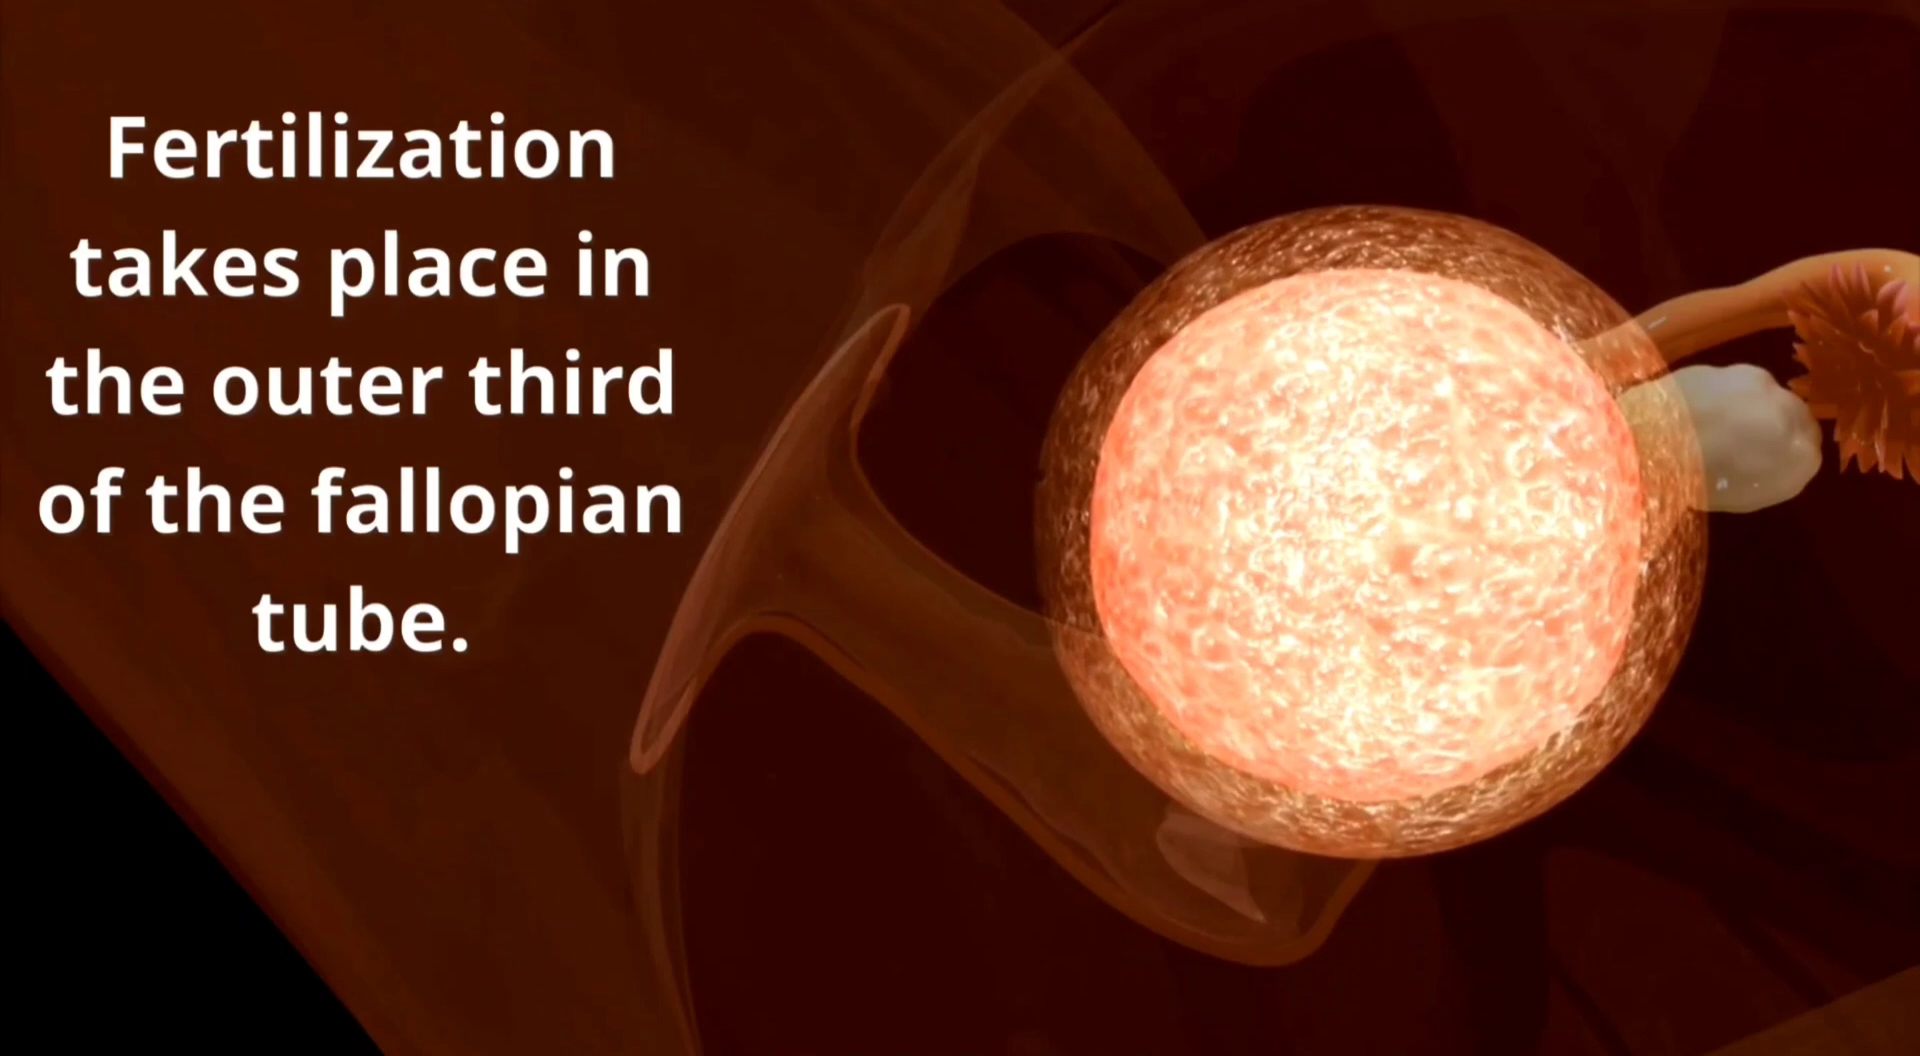 Fertilization
takes place in
the outer third
of the fallopian
tube.